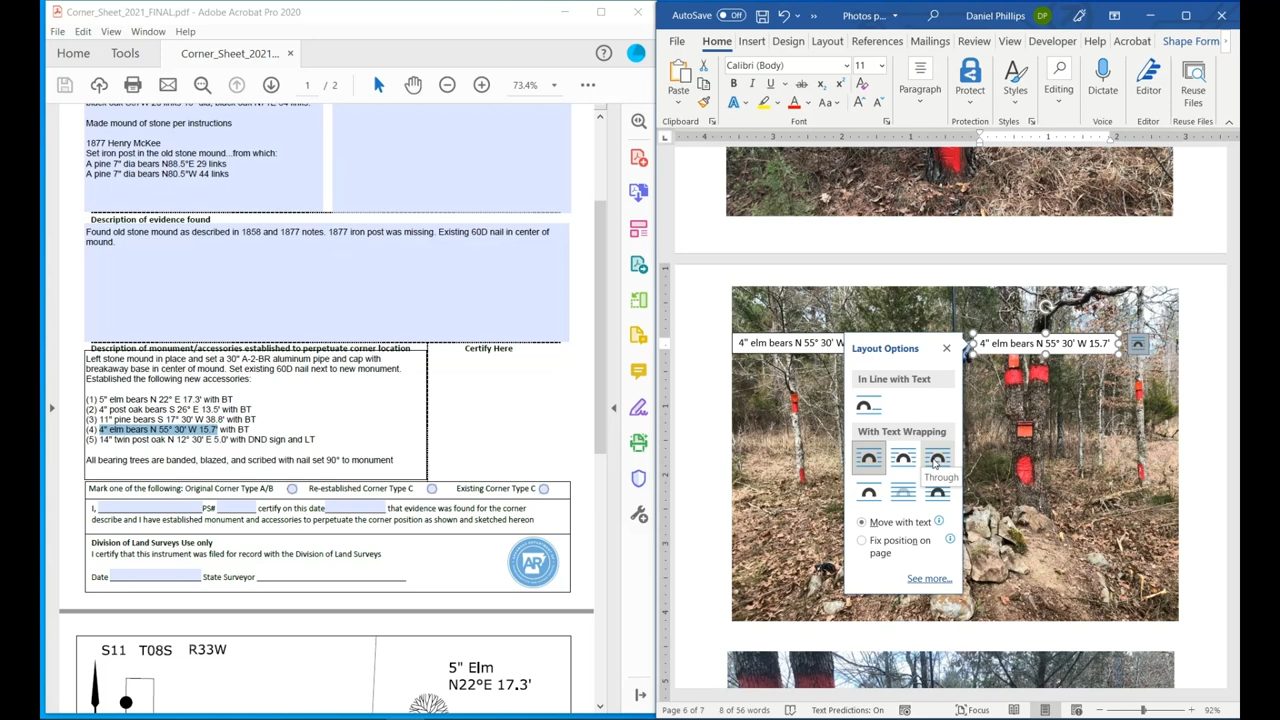 Corner_Sheet_2021_FINAL.pdf - Adobe Acrobat Pro 2020
File Edit View Window Help
Home Tools Corner_Sheet_2021... ×
/ 2
73.4%
Made mound of stone per instructions
1877 Henry McKee
Set iron post in the old stone mound...from which:
A pine 7" dia bears N88.5°E 29 links
A pine 7" dia bears N80.5°W 44 links
Description of evidence found
Found old stone mound as described in 1858 and 1877 notes. 1877 iron post was missing. Existing 60D nail in center of
mound.
Description of monument/accessories established to perpetuate corner location
Certify Here
Left stone mound in place and set a 30" A-2-BR aluminum pipe and cap with
breakaway base in center of mound. Set existing 60D nail next to new monument.
Established the following new accessories:
(1) 5" elm bears N 22° E 17.3' with BT
(2) 4" post oak bears S 26° E 13.5' with BT
(3) 11" pine bears S 17° 30' W 38.8' with BT
(4) 4" elm bears N 55° 30' W 15.7' with BT
(5) 14" twin post oak N 12° 30' E 5.0' with DND sign and LT
All bearing trees are banded, blazed, and scribed with nail set 90° to monument
Mark one of the following: Original Corner Type A/B Re-established Corner Type C Existing Corner Type C
I, PS# certify on this date that evidence was found for the corner
describe and I have established monument and accessories to perpetuate the corner position as shown and sketched hereon
Division of Land Surveys Use only
I certify that this instrument was filed for record with the Division of Land Surveys
Date State Surveyor
AR
S11 T08S R33W
5" Elm
N22°E 17.3'
AutoSave Off Photos p... Daniel Phillips DP
File Home Insert Design Layout References Mailings Review View Developer Help Acrobat Shape Form
Calibri (Body) 11
Paste
B I U ab x₂ x²
A A Aa A A
Paragraph
Protect
Styles
Editing
Dictate
Editor
Reuse
Files
Clipboard Font Protection Styles Voice Editor Reuse Files
4 3 2 1 1 2 3
4" elm bears N 55° 30' W
4" elm bears N 55° 30' W 15.7'
Layout Options
In Line with Text
With Text Wrapping
Through
Move with text
Fix position on
page
See more...
Page 6 of 7 8 of 56 words Text Predictions: On Focus 92%